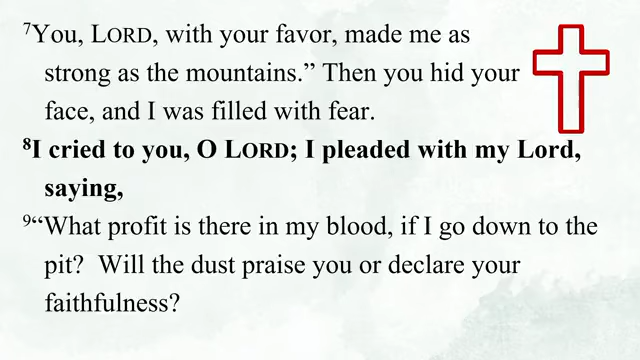 7You, LORD, with your favor, made me as
strong as the mountains.” Then you hid your
face, and I was filled with fear.
8I cried to you, O LORD; I pleaded with my Lord,
saying,
9“What profit is there in my blood, if I go down to the
pit?  Will the dust praise you or declare your
faithfulness?